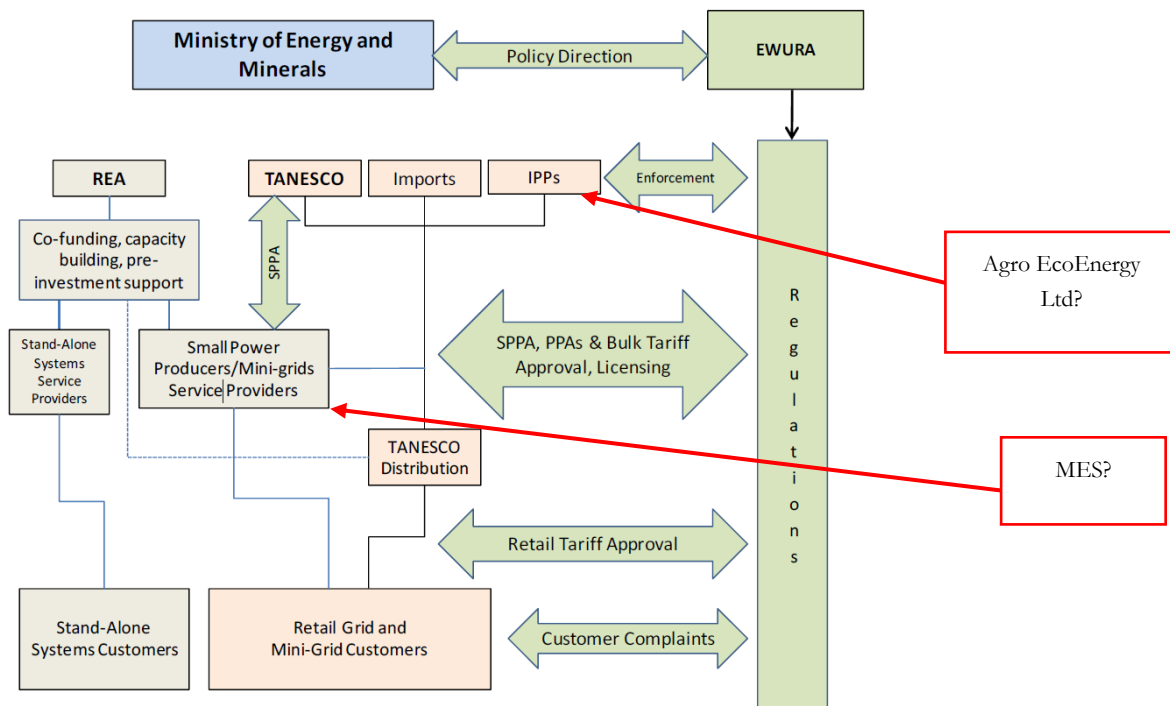 Ministry of Energy and
Minerals
Policy Direction
EWURA
REA
TANESCO
Imports
IPPs
Enforcement
Co-funding, capacity
building, pre-
investment support
SPPA
Agro EcoEnergy
Ltd?
Stand-Alone
Systems
Service
Providers
Small Power
Producers/Mini-grids
Service Providers
SPPA, PPAs & Bulk Tariff
Approval, Licensing
Regulations
TANESCO
Distribution
MES?
Retail Tariff Approval
Stand-Alone
Systems Customers
Retail Grid and
Mini-Grid Customers
Customer Complaints